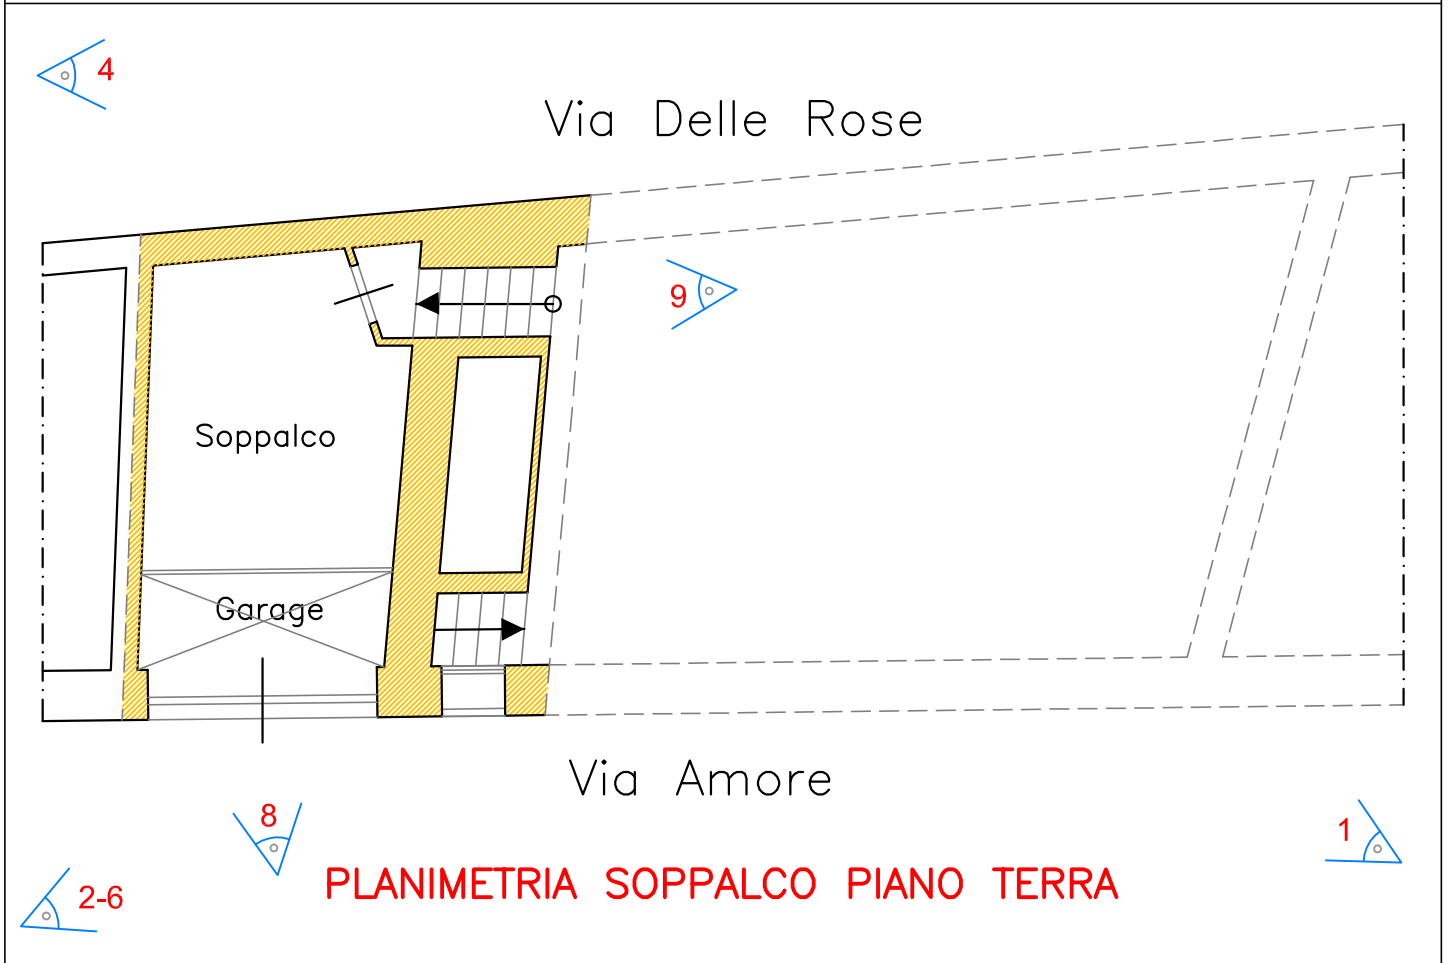 4
Via Delle Rose
9
Soppalco
Garage
Via Amore
8
1
PLANIMETRIA SOPPALCO PIANO TERRA
2-6